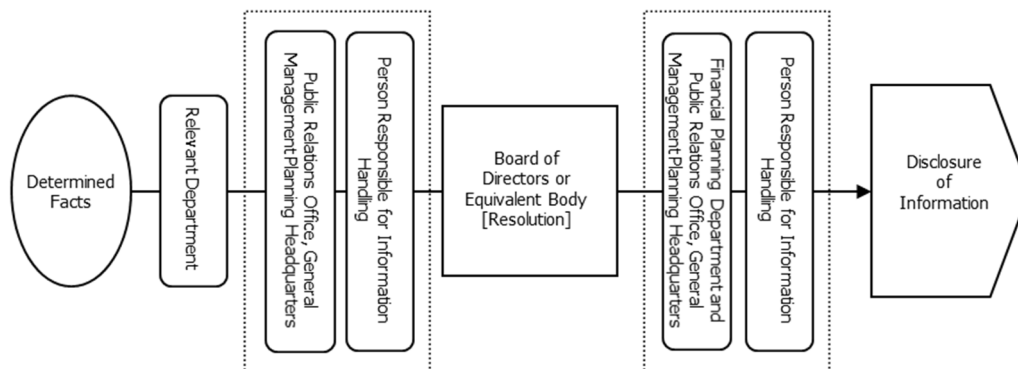 Determined
Facts
Relevant Department
Public Relations Office, General
Management Planning Headquarters
Person Responsible for Information
Handling
Board of
Directors or
Equivalent Body
[Resolution]
Financial Planning Department and
Public Relations Office, General
Management Planning Headquarters
Person Responsible for Information
Handling
Disclosure
of
Information